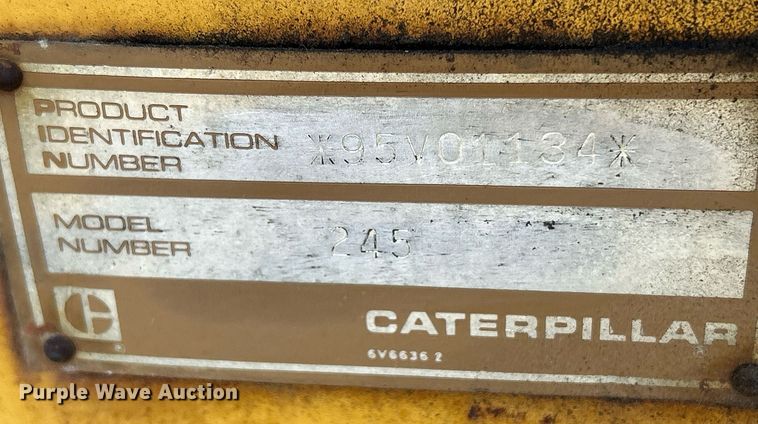 PRODUCT
IDENTIFICATION
NUMBER
*95V01134*
MODEL
NUMBER
245
CATERPILLAR
6V6636 2
Purple Wave Auction